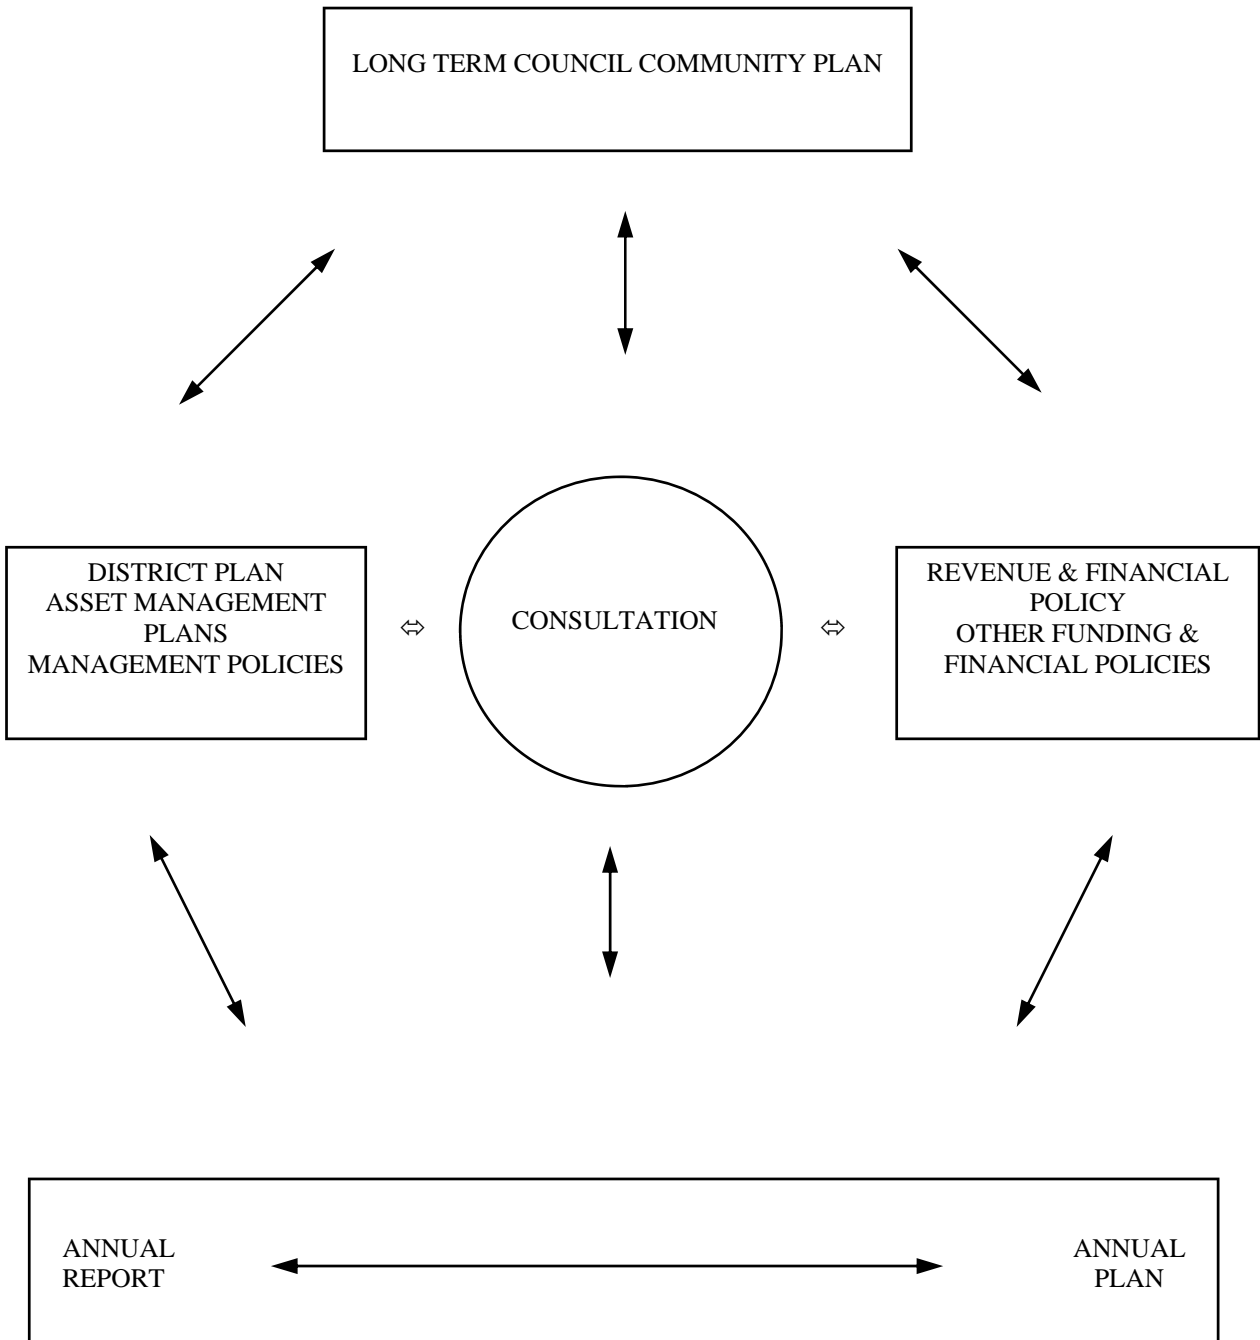 LONG TERM COUNCIL COMMUNITY PLAN
DISTRICT PLAN
ASSET MANAGEMENT
PLANS
MANAGEMENT POLICIES
⇔
CONSULTATION
⇔
REVENUE & FINANCIAL
POLICY
OTHER FUNDING &
FINANCIAL POLICIES
ANNUAL
REPORT
ANNUAL
PLAN